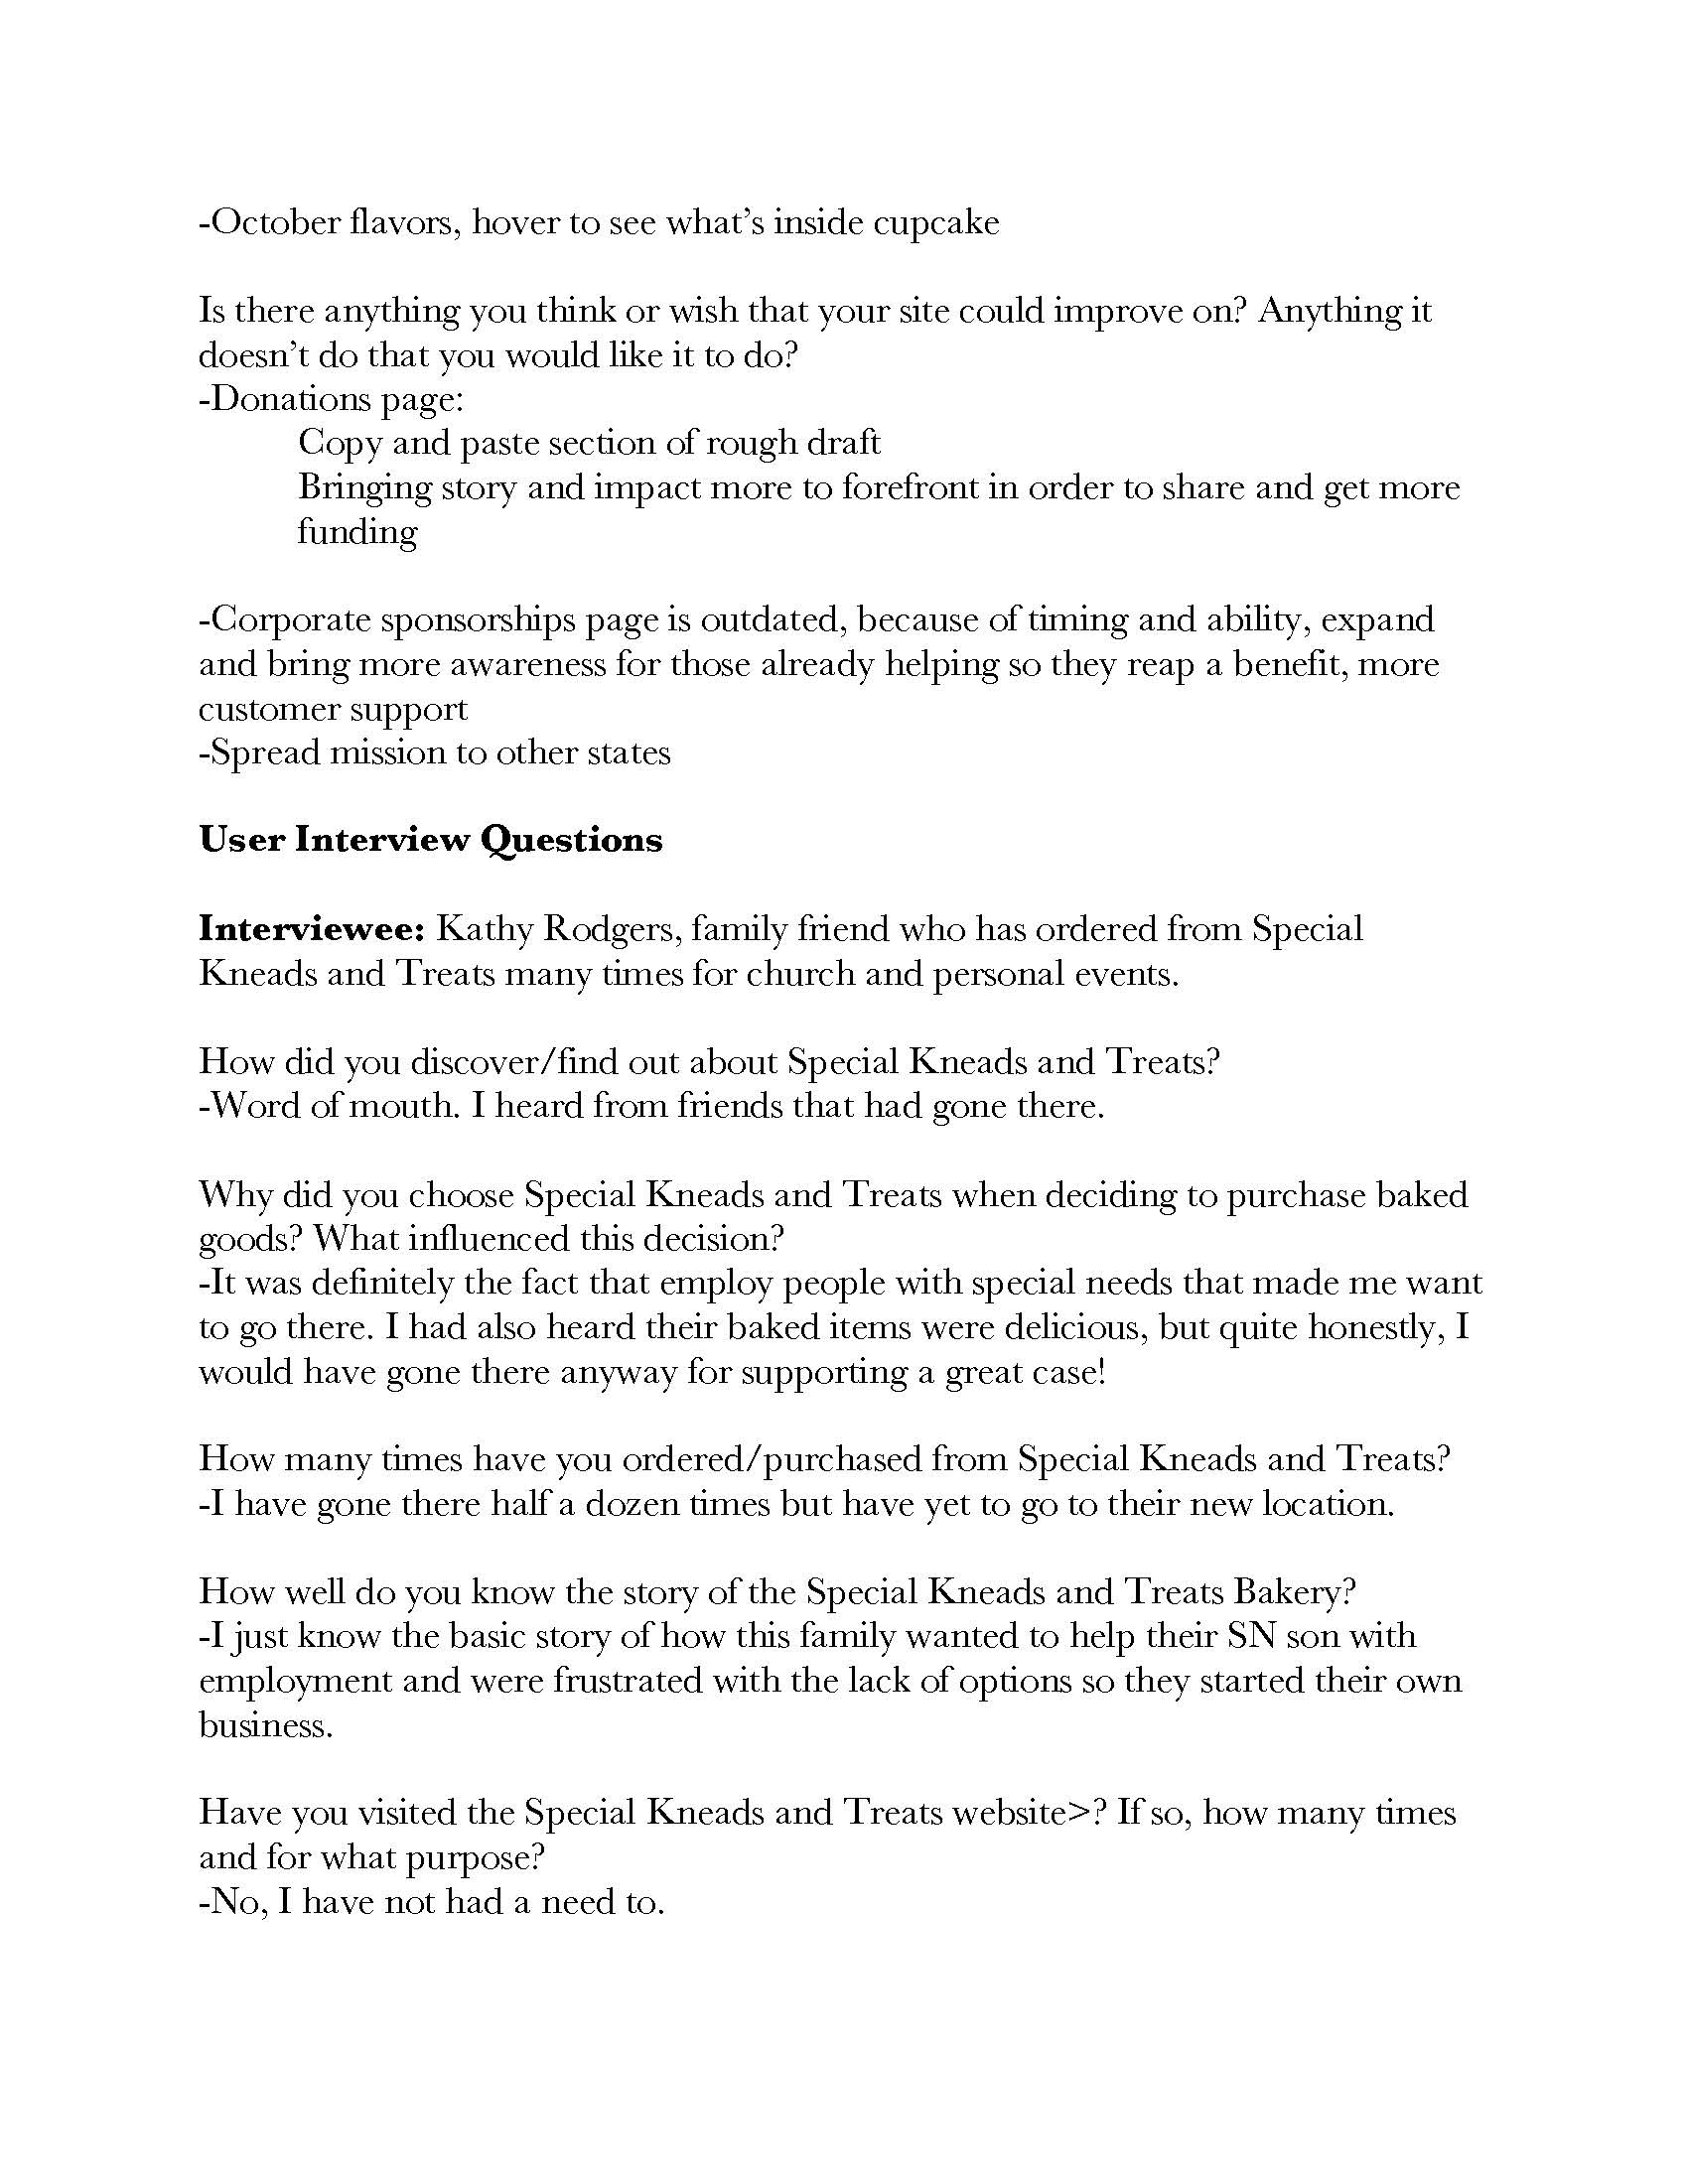 -October flavors, hover to see what’s inside cupcake
Is there anything you think or wish that your site could improve on? Anything it
doesn’t do that you would like it to do?
-Donations page:
Copy and paste section of rough draft
Bringing story and impact more to forefront in order to share and get more
funding
-Corporate sponsorships page is outdated, because of timing and ability, expand
and bring more awareness for those already helping so they reap a benefit, more
customer support
-Spread mission to other states
User Interview Questions
Interviewee: Kathy Rodgers, family friend who has ordered from Special
Kneads and Treats many times for church and personal events.
How did you discover/find out about Special Kneads and Treats?
-Word of mouth. I heard from friends that had gone there.
Why did you choose Special Kneads and Treats when deciding to purchase baked
goods? What influenced this decision?
-It was definitely the fact that employ people with special needs that made me want
to go there. I had also heard their baked items were delicious, but quite honestly, I
would have gone there anyway for supporting a great case!
How many times have you ordered/purchased from Special Kneads and Treats?
-I have gone there half a dozen times but have yet to go to their new location.
How well do you know the story of the Special Kneads and Treats Bakery?
-I just know the basic story of how this family wanted to help their SN son with
employment and were frustrated with the lack of options so they started their own
business.
Have you visited the Special Kneads and Treats website>? If so, how many times
and for what purpose?
-No, I have not had a need to.